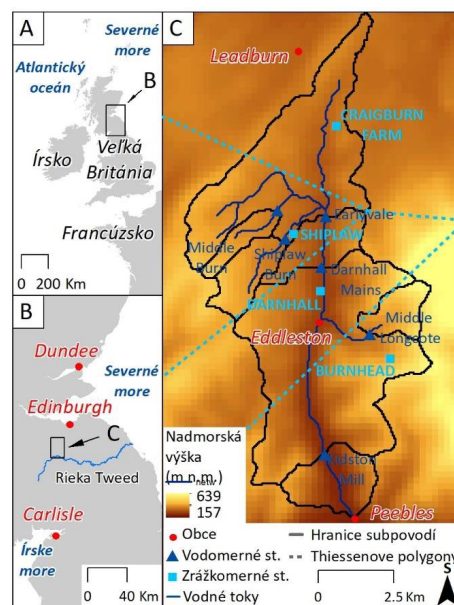 A
Severné
more
Atlantický
oceán
B
Írsko
Veľká
Británia
Francúzsko
0 200 Km
B
Dundee
Severné
more
Edinburgh
C
Rieka Tweed
Carlisle
Írske
more
0 40 Km
C
Leadburn
CRAIGBURN
FARM
Earlyvale
SHIPLAW
Middle
Burn
Shiplaw
Burn
Darnhall
Mains
DARNHALL
Middle
Longcote
Eddleston
BURNHEAD
Kidston
Mill
Peebles
Nadmorská
výška
(m n. m.)
639
157
Obce
Vodomerné st.
Zrážkomerné st.
Vodné toky
Hranice subpovodí
Thiessenove polygony
0 2.5 Km
S